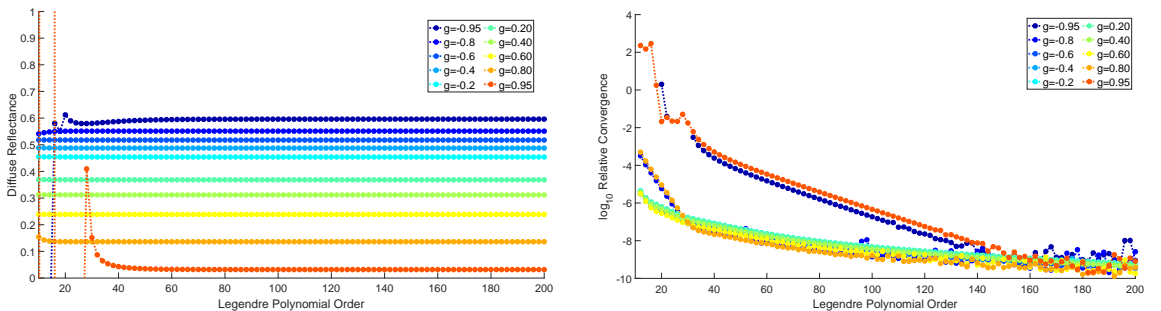 Diffuse Reflectance
1
0.9
0.8
0.7
0.6
0.5
0.4
0.3
0.2
0.1
0
20 40 60 80 100 120 140 160 180 200
Legendre Polynomial Order
g=-0.95 g=0.20
g=-0.8 g=0.40
g=-0.6 g=0.60
g=-0.4 g=0.80
g=-0.2 g=0.95
log10 Relative Convergence
4
2
0
-2
-4
-6
-8
-10
20 40 60 80 100 120 140 160 180 200
Legendre Polynomial Order
g=-0.95 g=0.20
g=-0.8 g=0.40
g=-0.6 g=0.60
g=-0.4 g=0.80
g=-0.2 g=0.95